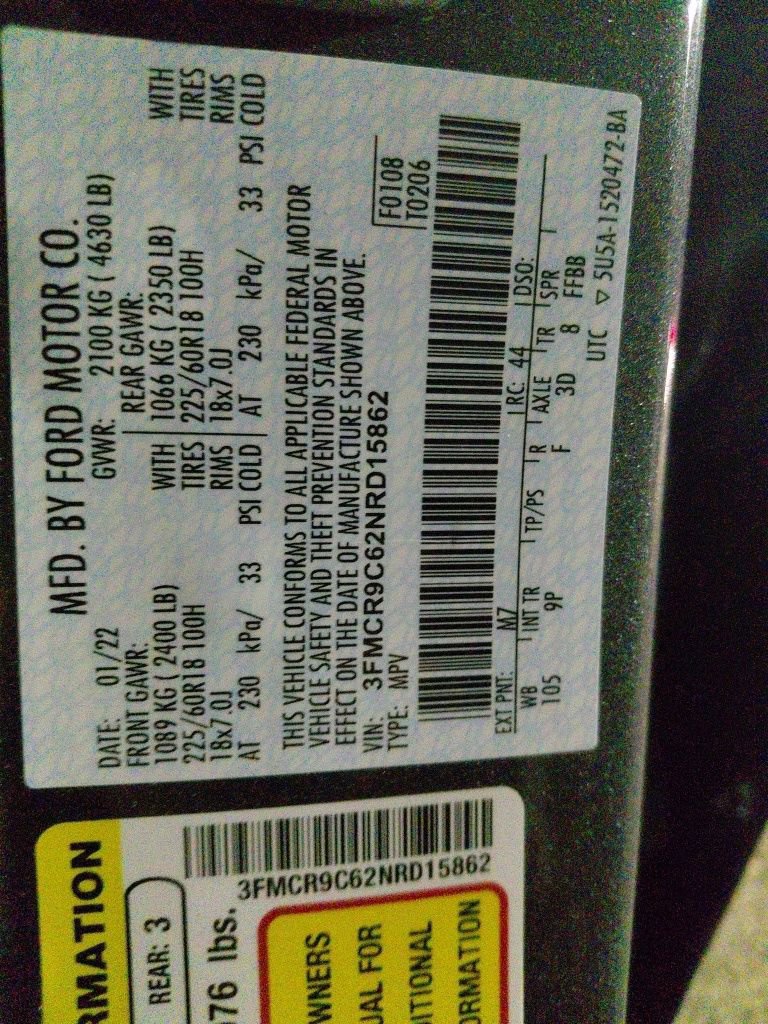 MFD. BY FORD MOTOR CO.
DATE: 01/22 GVWR: 2100 KG ( 4630 LB)
FRONT GAWR: REAR GAWR:
1089 KG ( 2400 LB) WITH 1066 KG ( 2350 LB) WITH
225/60R18 100H TIRES 225/60R18 100H TIRES
18x7.0J RIMS 18x7.0J RIMS
AT 230 kPa/ 33 PSI COLD AT 230 kPa/ 33 PSI COLD
THIS VEHICLE CONFORMS TO ALL APPLICABLE FEDERAL MOTOR
VEHICLE SAFETY AND THEFT PREVENTION STANDARDS IN
EFFECT ON THE DATE OF MANUFACTURE SHOWN ABOVE.
VIN: 3FMCR9C62NRD15862
TYPE: MPV
F0108
T0206
EXT PNT: M7 RC: 44 DSO:
WB INT TR TP/PS R AXLE TR SPR
105 9P F 3D 8 FFBB
UTC ▽ 5U5A-1520472-BA
RMATION
REAR: 3
76 lbs.
3FMCR9C62NRD15862
WNERS
UAL FOR
ITIONAL
ORMATION